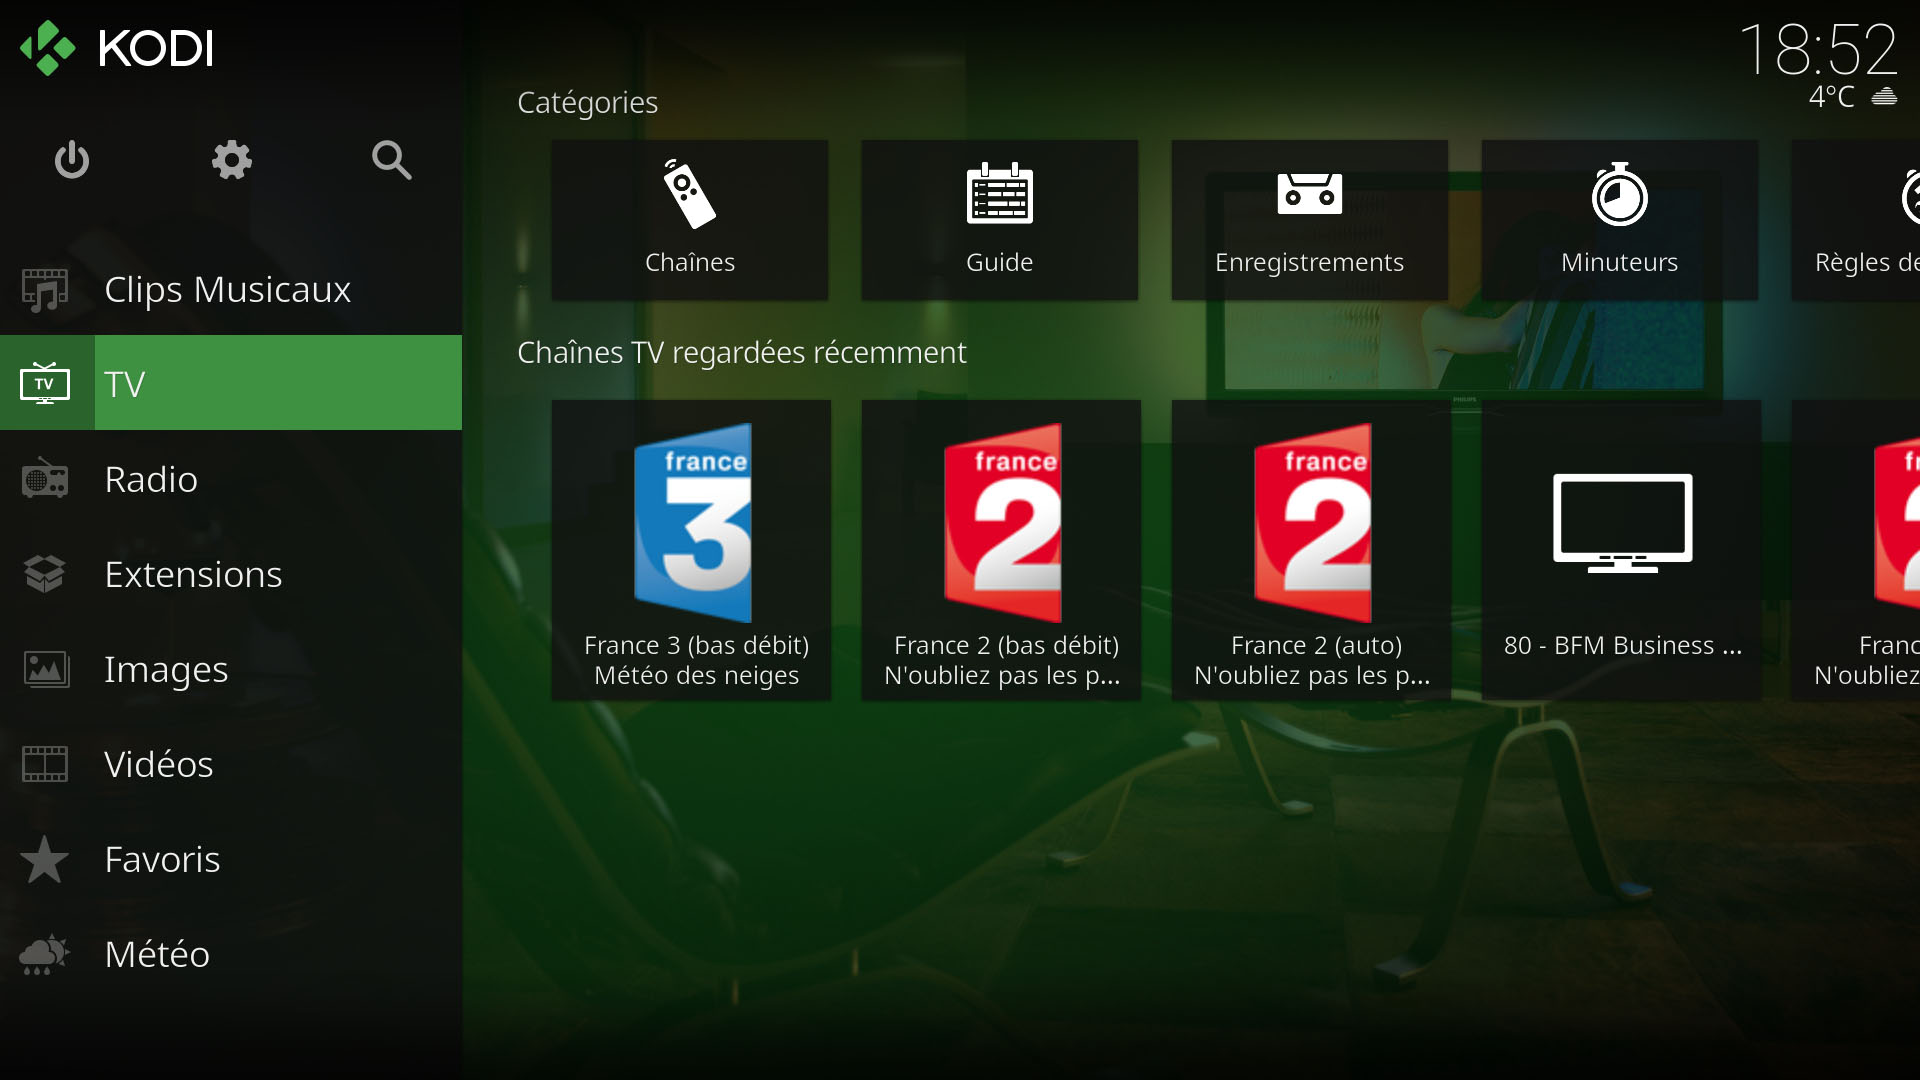 KODI
18:52
4°C
Catégories
Chaînes
Guide
Enregistrements
Minuteurs
Règles de
Clips Musicaux
TV
TV
Radio
Extensions
Images
Vidéos
Favoris
Météo
Chaînes TV regardées récemment
PHILIPS
france
3
france
2
france
2
France 3 (bas débit)
Météo des neiges
France 2 (bas débit)
N'oubliez pas les p...
France 2 (auto)
N'oubliez pas les p...
80 - BFM Business ...
Franc
N'oubliez